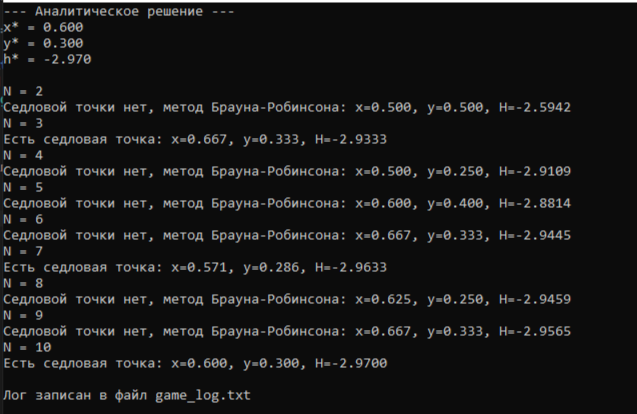 --- Аналитическое решение ---
x* = 0.600
y* = 0.300
h* = -2.970
N = 2
Седловой точки нет, метод Брауна-Робинсона: x=0.500, y=0.500, H=-2.5942
N = 3
Есть седловая точка: x=0.667, y=0.333, H=-2.9333
N = 4
Седловой точки нет, метод Брауна-Робинсона: x=0.500, y=0.250, H=-2.9109
N = 5
Седловой точки нет, метод Брауна-Робинсона: x=0.600, y=0.400, H=-2.8814
N = 6
Седловой точки нет, метод Брауна-Робинсона: x=0.667, y=0.333, H=-2.9445
N = 7
Есть седловая точка: x=0.571, y=0.286, H=-2.9633
N = 8
Седловой точки нет, метод Брауна-Робинсона: x=0.625, y=0.250, H=-2.9459
N = 9
Седловой точки нет, метод Брауна-Робинсона: x=0.667, y=0.333, H=-2.9565
N = 10
Есть седловая точка: x=0.600, y=0.300, H=-2.9700
Лог записан в файл game_log.txt